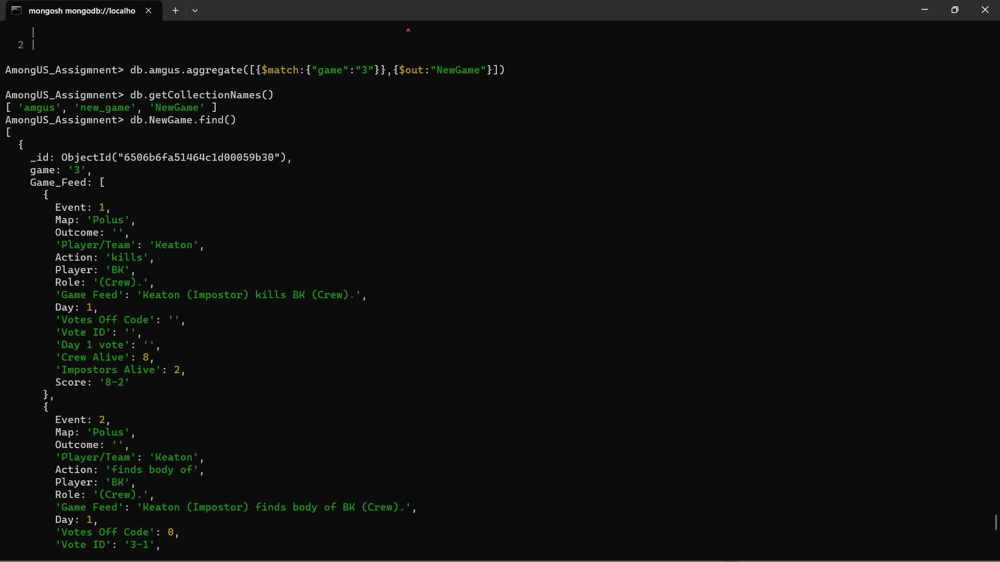 mongosh mongodb://localho
^
2
AmongUS_Assigmnent> db.amgus.aggregate([{$match:{"game":"3"}},{$out:"NewGame"}])
AmongUS_Assigmnent> db.getCollectionNames()
[ 'amgus', 'new_game', 'NewGame' ]
AmongUS_Assigmnent> db.NewGame.find()
[
{
_id: ObjectId("6506b6fa51464c1d00059b30"),
game: '3',
Game_Feed: [
{
Event: 1,
Map: 'Polus',
Outcome: '',
'Player/Team': 'Keaton',
Action: 'kills',
Player: 'BK',
Role: '(Crew).',
'Game Feed': 'Keaton (Impostor) kills BK (Crew).',
Day: 1,
'Votes Off Code': '',
'Vote ID': '',
'Day 1 vote': '',
'Crew Alive': 8,
'Impostors Alive': 2,
Score: '8-2'
},
{
Event: 2,
Map: 'Polus',
Outcome: '',
'Player/Team': 'Keaton',
Action: 'finds body of',
Player: 'BK',
Role: '(Crew).',
'Game Feed': 'Keaton (Impostor) finds body of BK (Crew).',
Day: 1,
'Votes Off Code': 0,
'Vote ID': '3-1',